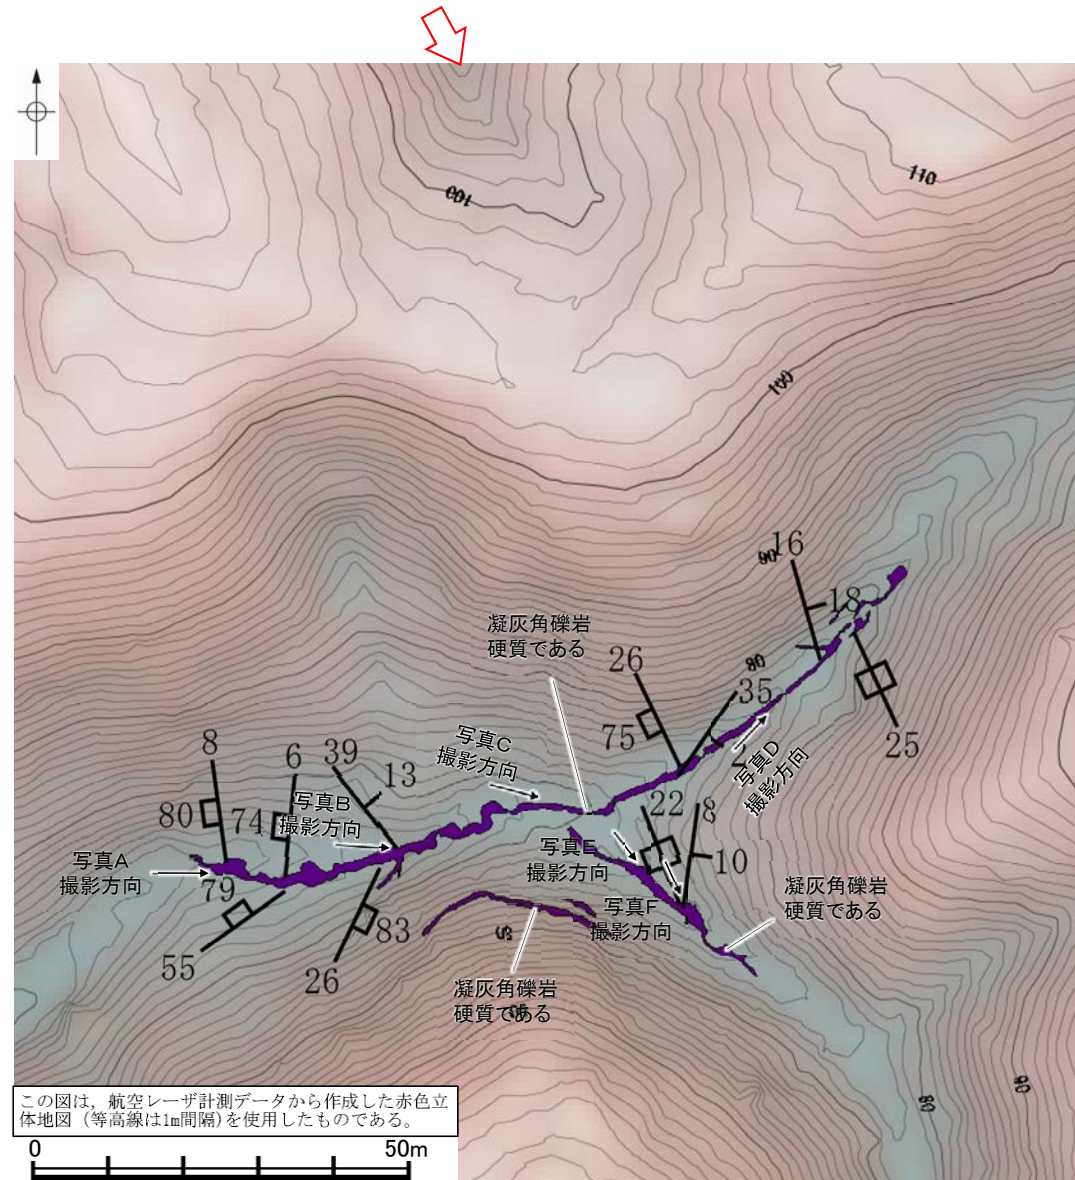 100
110
100
90
16
18
凝灰角礫岩
硬質である
26
80
35
75
写真D
撮影方向
25
写真C
撮影方向
8
6
39
13
80
74
写真B
撮影方向
22
8
写真E
撮影方向
10
写真A
撮影方向
79
凝灰角礫岩
硬質である
写真F
撮影方向
83
55
26
凝灰角礫岩
硬質である
90
80
この図は，航空レーザ計測データから作成した赤色立
体地図（等高線は1m間隔)を使用したものである。
0
50m